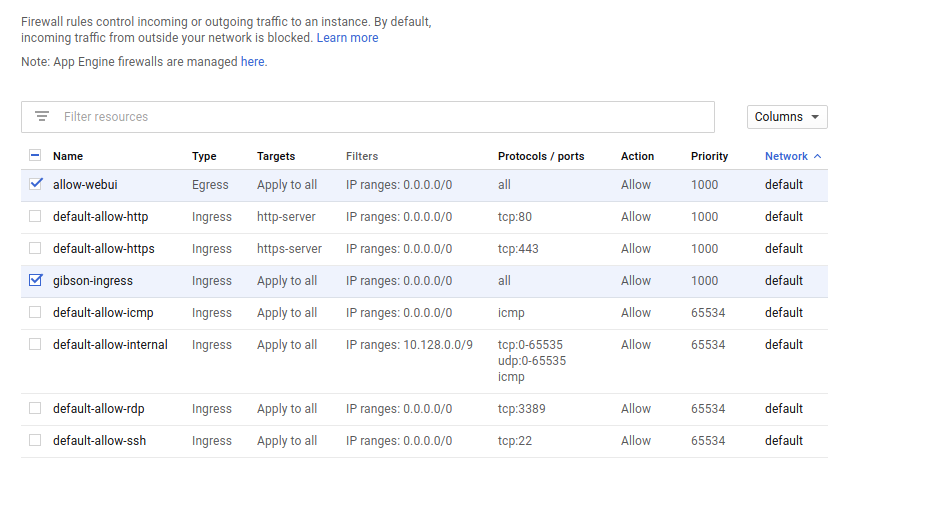 Firewall rules control incoming or outgoing traffic to an instance. By default,
incoming traffic from outside your network is blocked. Learn more
Note: App Engine firewalls are managed here.
Filter resources
Columns
Name Type Targets Filters Protocols / ports Action Priority Network
allow-webui Egress Apply to all IP ranges: 0.0.0.0/0 all Allow 1000 default
default-allow-http Ingress http-server IP ranges: 0.0.0.0/0 tcp:80 Allow 1000 default
default-allow-https Ingress https-server IP ranges: 0.0.0.0/0 tcp:443 Allow 1000 default
gibson-ingress Ingress Apply to all IP ranges: 0.0.0.0/0 all Allow 1000 default
default-allow-icmp Ingress Apply to all IP ranges: 0.0.0.0/0 icmp Allow 65534 default
default-allow-internal Ingress Apply to all IP ranges: 10.128.0.0/9 tcp:0-65535 Allow 65534 default
udp:0-65535
icmp
default-allow-rdp Ingress Apply to all IP ranges: 0.0.0.0/0 tcp:3389 Allow 65534 default
default-allow-ssh Ingress Apply to all IP ranges: 0.0.0.0/0 tcp:22 Allow 65534 default